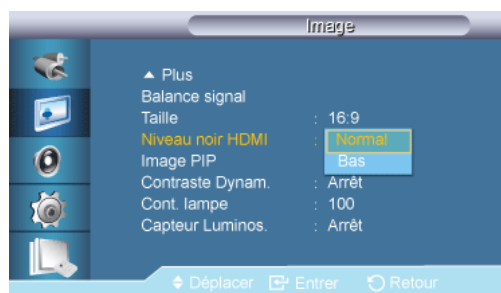 Image
▲ Plus
Balance signal
Taille : 16:9
Niveau noir HDMI : Normal
Image PIP Bas
Contraste Dynam. : Arrêt
Cont. lampe : 100
Capteur Luminos. : Arrêt
Déplacer Entrer Retour